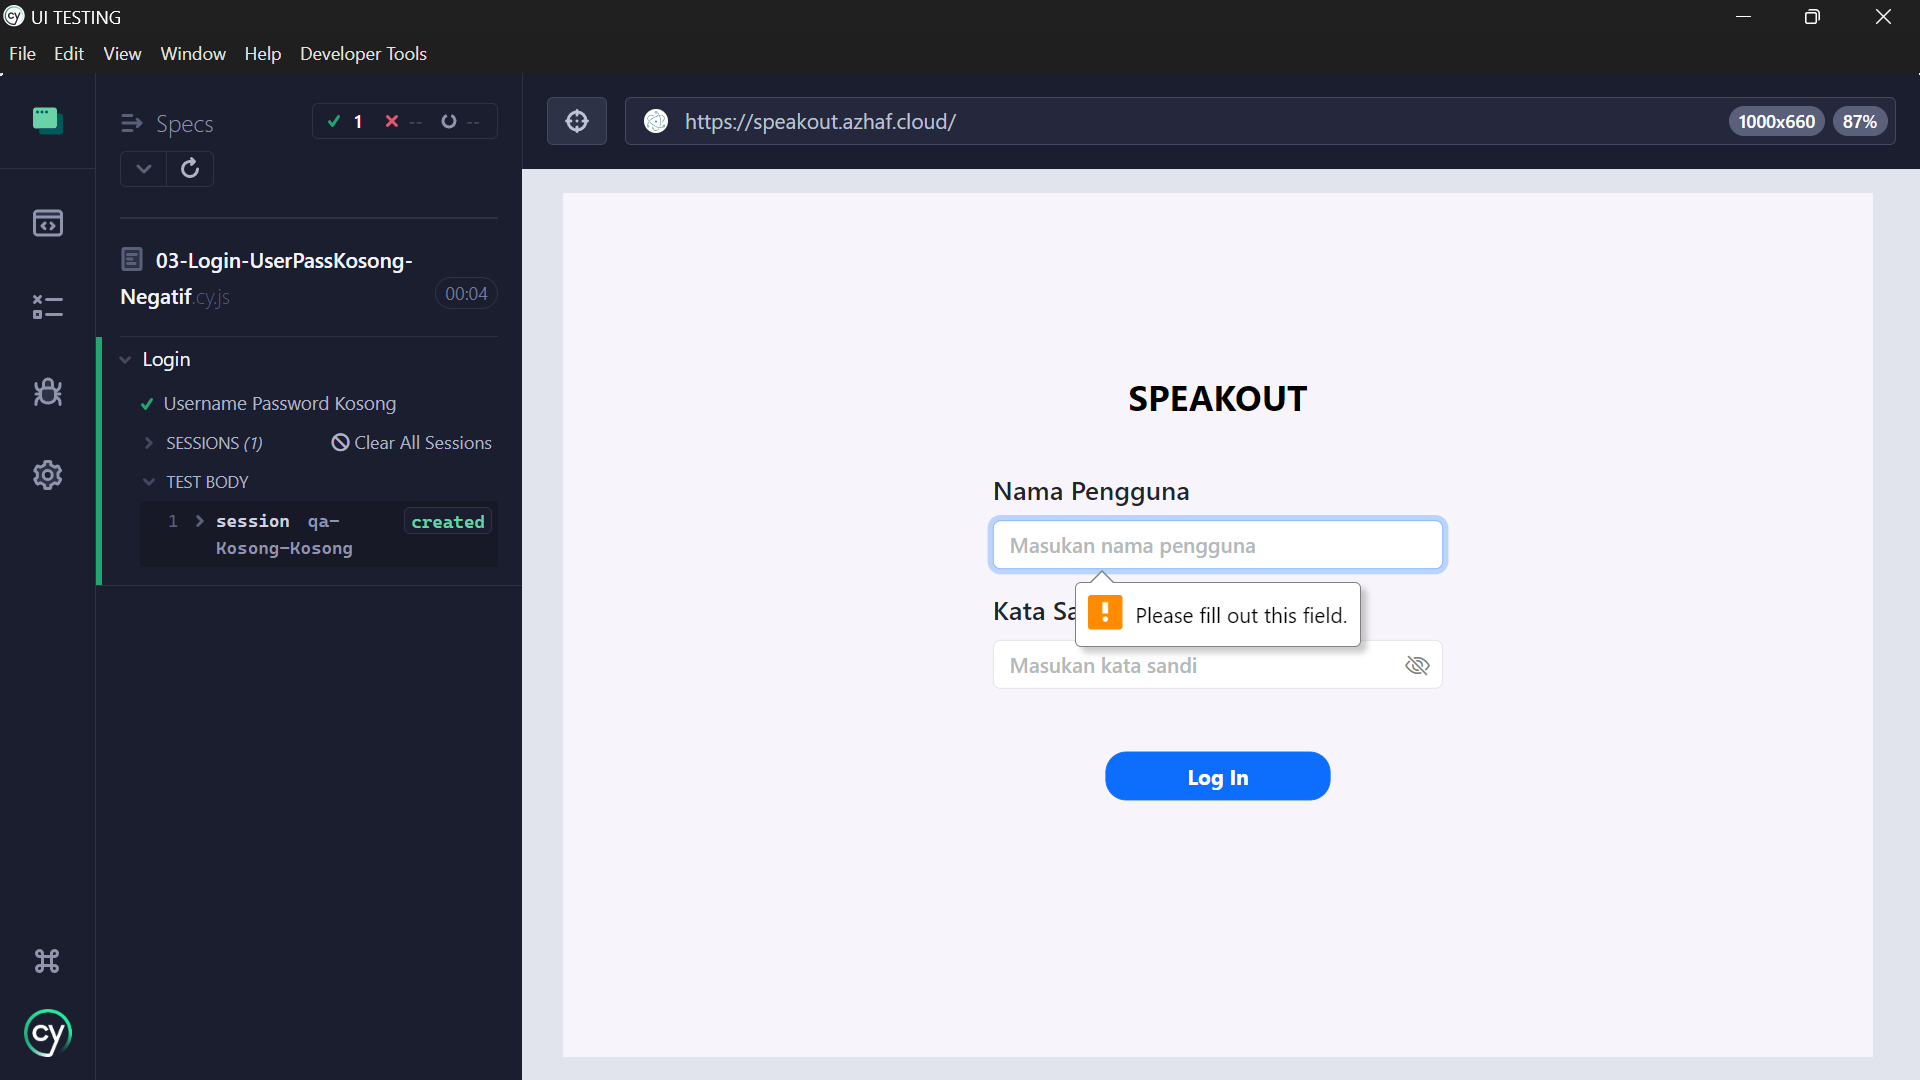 cy UI TESTING
File Edit View Window Help Developer Tools
Specs
1 -- --
https://speakout.azhaf.cloud/
1000x660 87%
03-Login-UserPassKosong-
Negatif.cy.js 00:04
Login
Username Password Kosong
SESSIONS (1) Clear All Sessions
TEST BODY
1 session qa- created
Kosong-Kosong
SPEAKOUT
Nama Pengguna
Masukan nama pengguna
Kata Sa
Please fill out this field.
Masukan kata sandi
Log In
cy